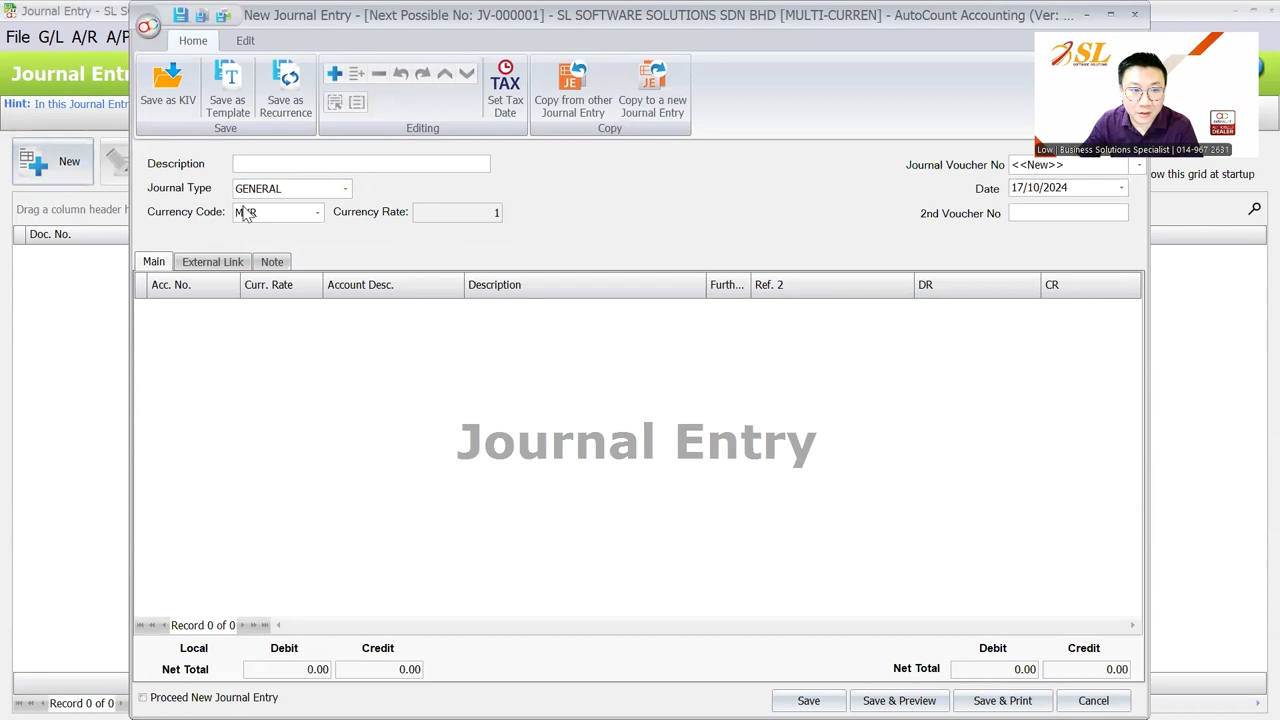 Journal Entry - SL S
New Journal Entry - [Next Possible No: JV-000001] - SL SOFTWARE SOLUTIONS SDN BHD [MULTI-CURREN] - AutoCount Accounting (Ver: ...
File G/L A/R A/P
Home Edit
SL
SOFTWARE SOLUTIONS
Journal Entr
Hint: In this Journal Entry
Save as KIV
Save as Template
Save as Recurrence
Set Tax Date
TAX
Copy from other Journal Entry
Copy to a new Journal Entry
Save Editing Copy
DEALER
Low | Business Solutions Specialist | 014-967 2631
New
Description
Journal Voucher No <<New>>
ow this grid at startup
Journal Type GENERAL
Date 17/10/2024
Currency Code: Currency Rate: 1
2nd Voucher No
Drag a column header h
Doc. No.
Main External Link Note
Acc. No. Curr. Rate Account Desc. Description Furth... Ref. 2 DR CR
Journal Entry
Record 0 of 0
Local Debit Credit Debit Credit
Net Total 0.00 0.00 Net Total 0.00 0.00
Proceed New Journal Entry
Save Save & Preview Save & Print Cancel
Record 0 of 0